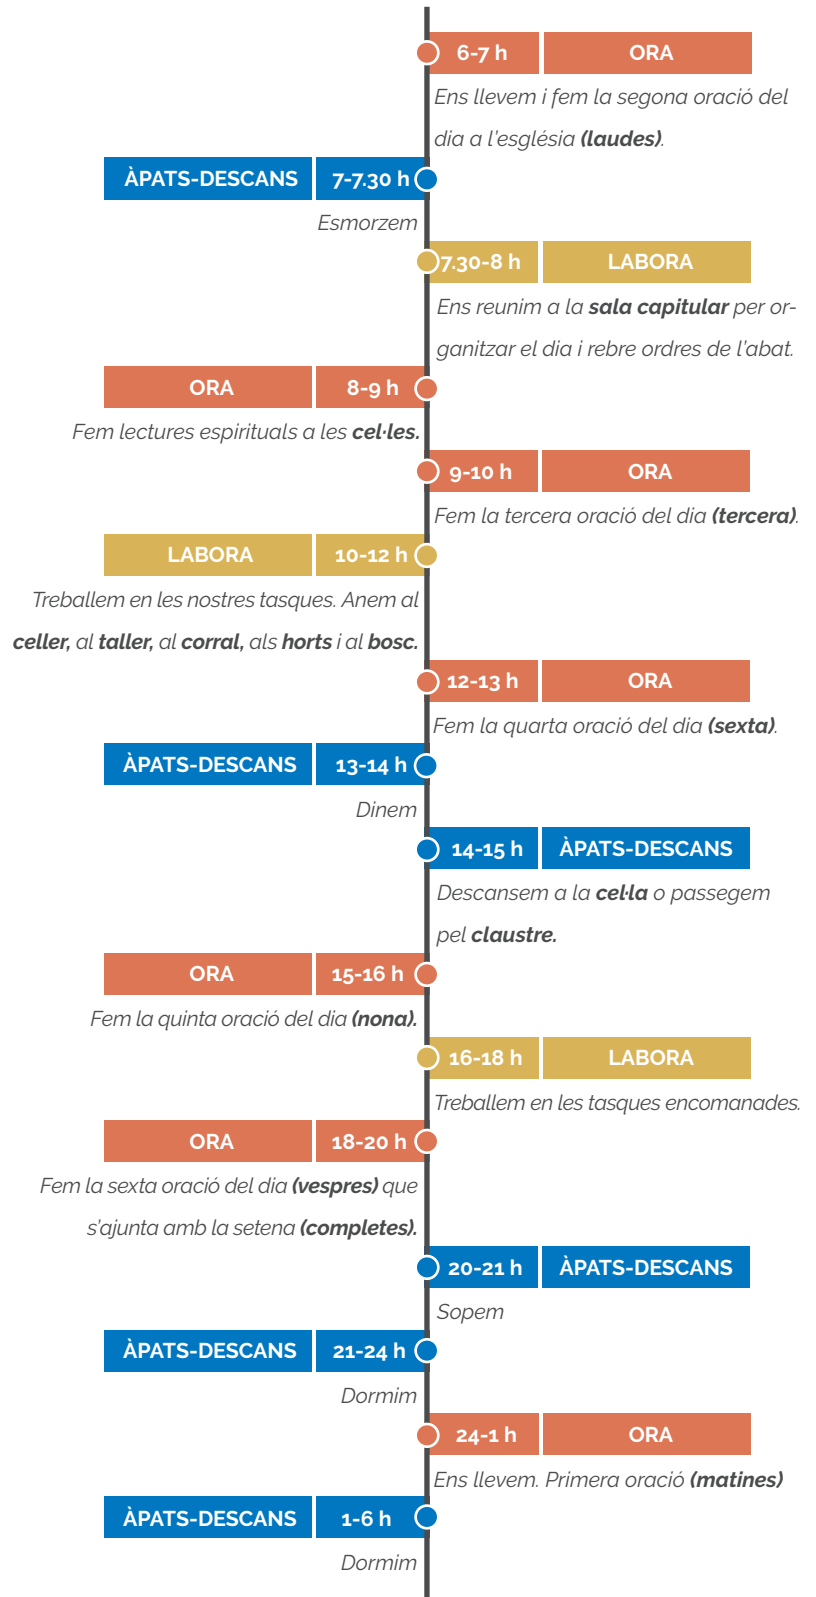 6-7 h ORA
Ens llevem i fem la segona oració del
dia a l'església (laudes).
ÀPATS-DESCANS 7-7.30 h
Esmorzem
7.30-8 h LABORA
Ens reunim a la sala capitular per or-
ganitzar el dia i rebre ordres de l'abat.
ORA 8-9 h
Fem lectures espirituals a les cel·les.
9-10 h ORA
Fem la tercera oració del dia (tercera).
LABORA 10-12 h
Treballem en les nostres tasques. Anem al
celler, al taller, al corral, als horts i al bosc.
12-13 h ORA
Fem la quarta oració del dia (sexta).
ÀPATS-DESCANS 13-14 h
Dinem
14-15 h ÀPATS-DESCANS
Descansem a la cel·la o passegem
pel claustre.
ORA 15-16 h
Fem la quinta oració del dia (nona).
16-18 h LABORA
Treballem en les tasques encomanades.
ORA 18-20 h
Fem la sexta oració del dia (vespres) que
s'ajunta amb la setena (completes).
20-21 h ÀPATS-DESCANS
Sopem
ÀPATS-DESCANS 21-24 h
Dormim
24-1 h ORA
Ens llevem. Primera oració (matines)
ÀPATS-DESCANS 1-6 h
Dormim